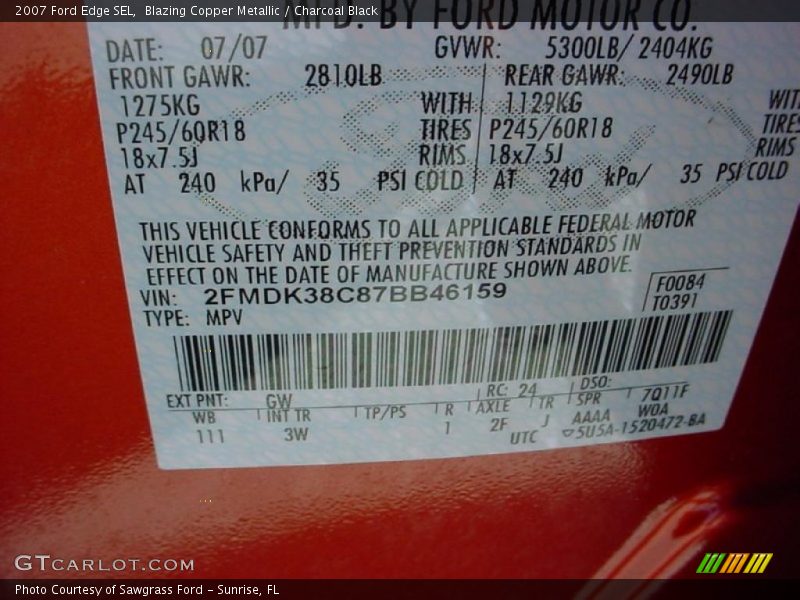 2007 Ford Edge SEL, Blazing Copper Metallic / Charcoal Black
MFD. BY FORD MOTOR CO.
DATE: 07/07 GVWR: 5300LB/ 2404KG
FRONT GAWR: 2810LB REAR GAWR: 2490LB
1275KG WITH 1129KG WITH
P245/60R18 TIRES P245/60R18 TIRES
18x7.5J RIMS 18x7.5J RIMS
AT 240 kPa/ 35 PSI COLD AT 240 kPa/ 35 PSI COLD
THIS VEHICLE CONFORMS TO ALL APPLICABLE FEDERAL MOTOR
VEHICLE SAFETY AND THEFT PREVENTION STANDARDS IN
EFFECT ON THE DATE OF MANUFACTURE SHOWN ABOVE.
VIN: 2FMDK38C87BB46159 F0084
TYPE: MPV T0391
EXT PNT: GW RC: 24 DSO: 7Q11F
WB INT TR TP/PS R AXLE TR SPR WOA
111 3W 1 2F J AAAA
UTC 5U5A-1520472-BA
GTCARLOT.COM
Photo Courtesy of Sawgrass Ford - Sunrise, FL